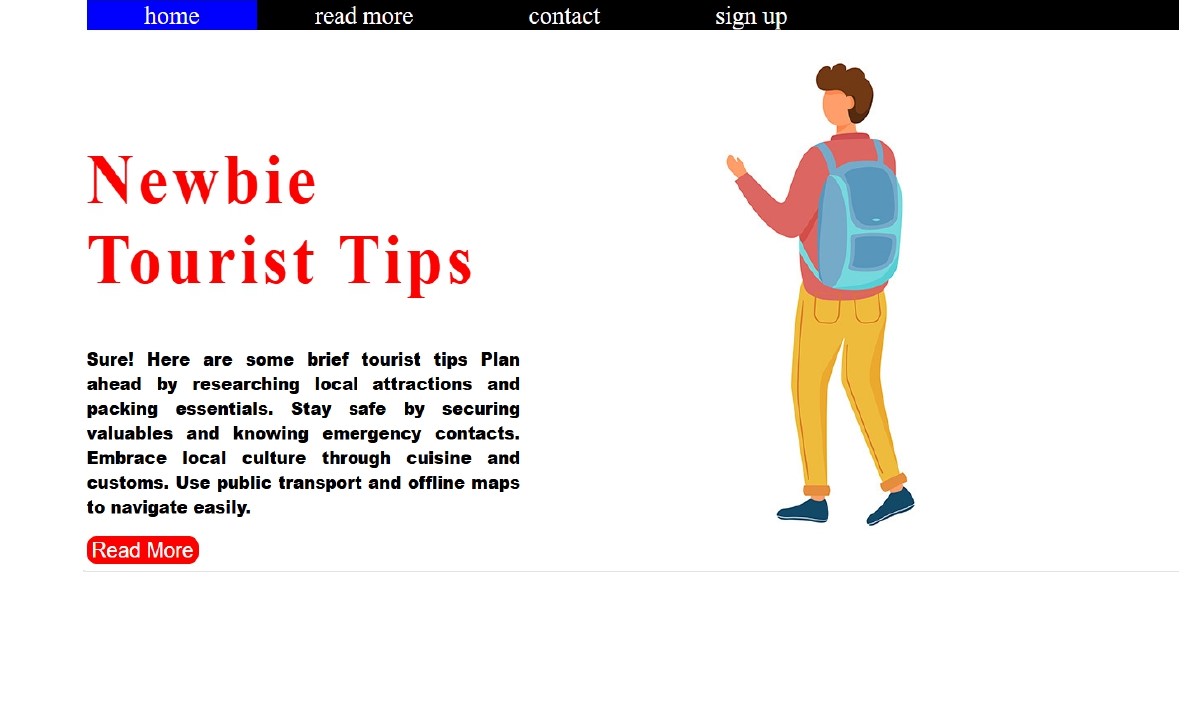 home read more contact sign up
Newbie
Tourist Tips
Sure! Here are some brief tourist tips Plan
ahead by researching local attractions and
packing essentials. Stay safe by securing
valuables and knowing emergency contacts.
Embrace local culture through cuisine and
customs. Use public transport and offline maps
to navigate easily.
Read More